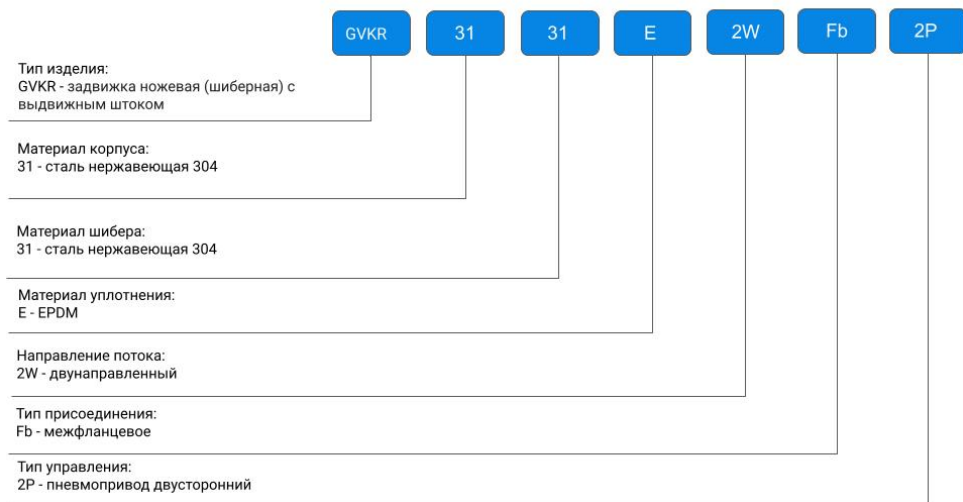 GVKR 31 31 E 2W Fb 2P
Тип изделия:
GVKR - задвижка ножевая (шиберная) с
выдвижным штоком
Материал корпуса:
31 - сталь нержавеющая 304
Материал шибера:
31 - сталь нержавеющая 304
Материал уплотнения:
E - EPDM
Направление потока:
2W - двунаправленный
Тип присоединения:
Fb - межфланцевое
Тип управления:
2P - пневмопривод двусторонний